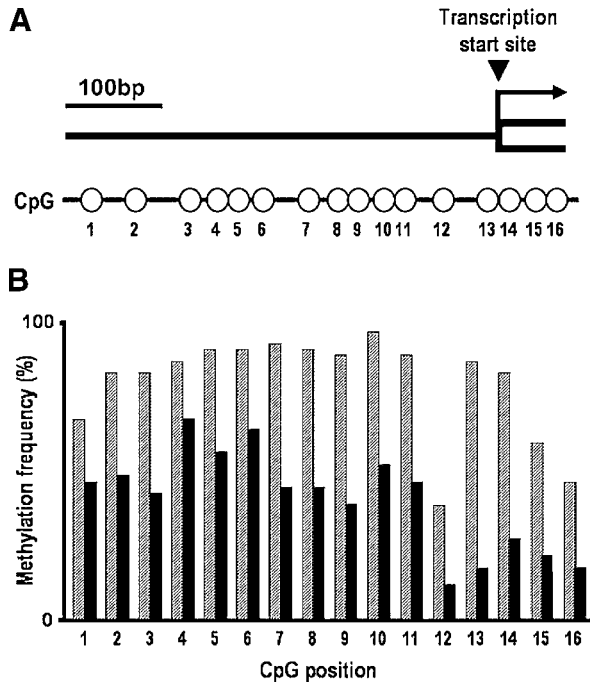 A
Transcription
start site
100bp
CpG
1 2 3 4 5 6 7 8 9 10 11 12 13 14 15 16
B
Methylation frequency (%)
100
0
1 2 3 4 5 6 7 8 9 10 11 12 13 14 15 16
CpG position